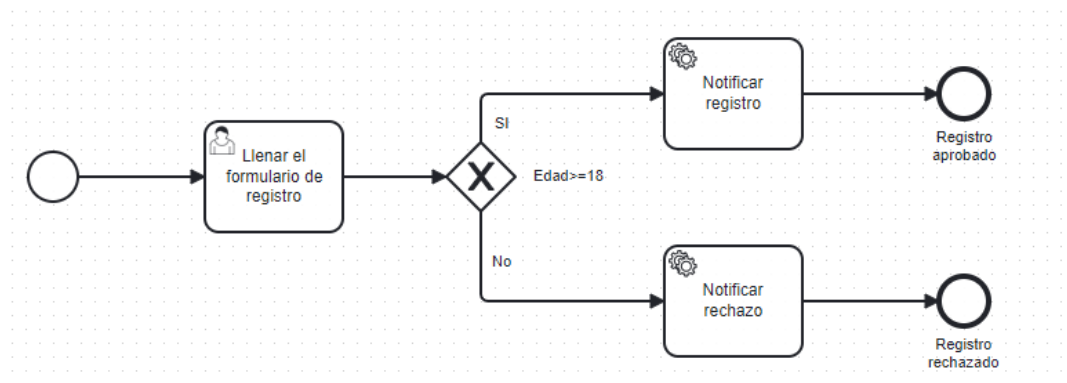 Llenar el
formulario de
registro
SI
Edad>=18
No
Notificar
registro
Registro
aprobado
Notificar
rechazo
Registro
rechazado